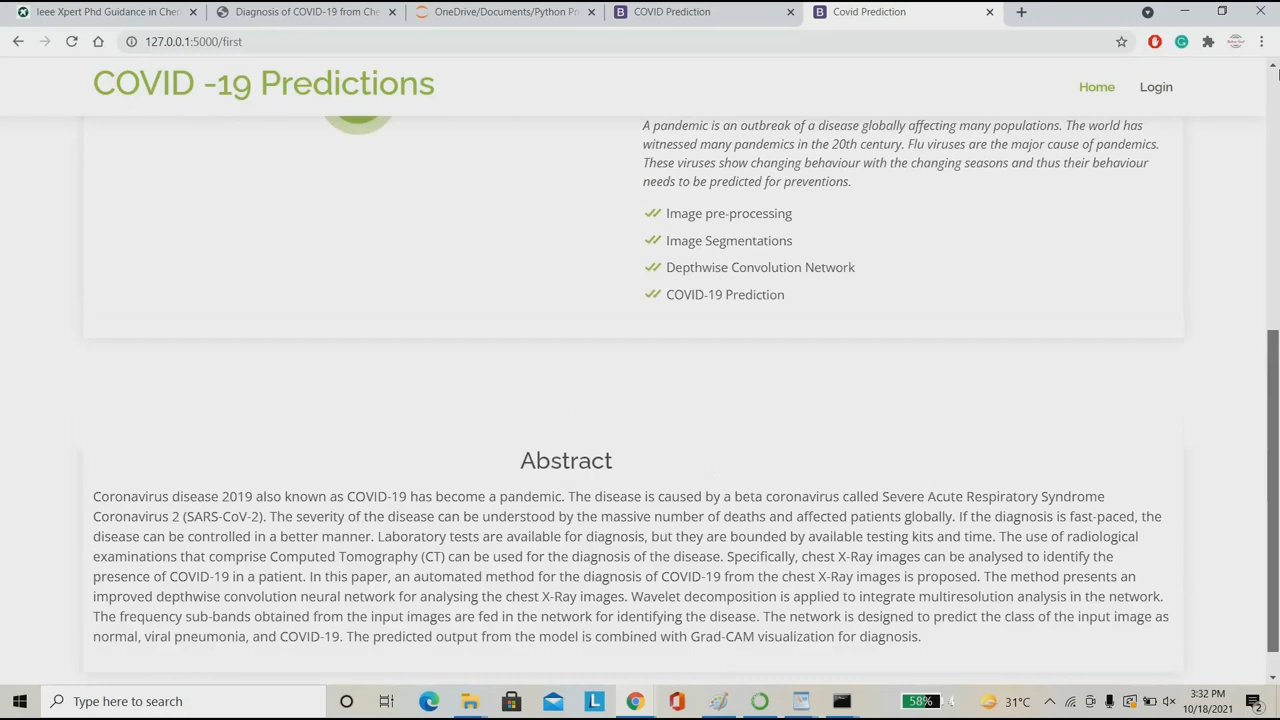 Ieee Xpert Phd Guidance in Chem
Diagnosis of COVID-19 from Che
OneDrive/Documents/Python Pr
COVID Prediction
Covid Prediction
127.0.0.1:5000/first
COVID -19 Predictions
Home
Login
A pandemic is an outbreak of a disease globally affecting many populations. The world has
witnessed many pandemics in the 20th century. Flu viruses are the major cause of pandemics.
These viruses show changing behaviour with the changing seasons and thus their behaviour
needs to be predicted for preventions.
Image pre-processing
Image Segmentations
Depthwise Convolution Network
COVID-19 Prediction
Abstract
Coronavirus disease 2019 also known as COVID-19 has become a pandemic. The disease is caused by a beta coronavirus called Severe Acute Respiratory Syndrome
Coronavirus 2 (SARS-CoV-2). The severity of the disease can be understood by the massive number of deaths and affected patients globally. If the diagnosis is fast-paced, the
disease can be controlled in a better manner. Laboratory tests are available for diagnosis, but they are bounded by available testing kits and time. The use of radiological
examinations that comprise Computed Tomography (CT) can be used for the diagnosis of the disease. Specifically, chest X-Ray images can be analysed to identify the
presence of COVID-19 in a patient. In this paper, an automated method for the diagnosis of COVID-19 from the chest X-Ray images is proposed. The method presents an
improved depthwise convolution neural network for analysing the chest X-Ray images. Wavelet decomposition is applied to integrate multiresolution analysis in the network.
The frequency sub-bands obtained from the input images are fed in the network for identifying the disease. The network is designed to predict the class of the input image as
normal, viral pneumonia, and COVID-19. The predicted output from the model is combined with Grad-CAM visualization for diagnosis.
Type here to search
58%
31°C
3:32 PM
10/18/2021
2